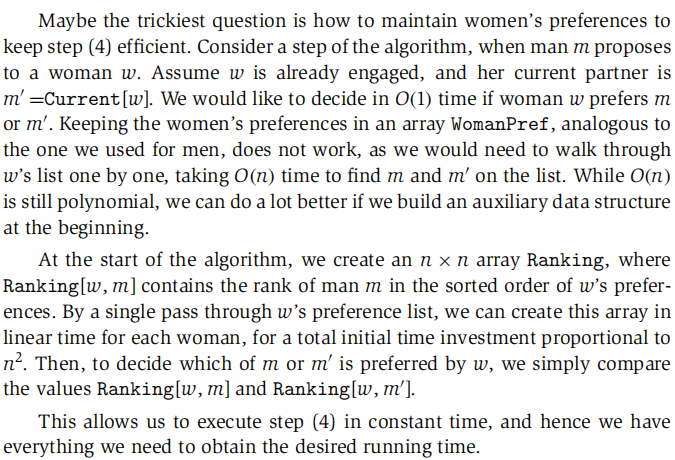 Maybe the trickiest question is how to maintain women's preferences to
keep step (4) efficient. Consider a step of the algorithm, when man m proposes
to a woman w. Assume w is already engaged, and her current partner is
m′ =Current[w]. We would like to decide in O(1) time if woman w prefers m
or m′. Keeping the women's preferences in an array WomanPref, analogous to
the one we used for men, does not work, as we would need to walk through
w's list one by one, taking O(n) time to find m and m′ on the list. While O(n)
is still polynomial, we can do a lot better if we build an auxiliary data structure
at the beginning.
At the start of the algorithm, we create an n × n array Ranking, where
Ranking[w, m] contains the rank of man m in the sorted order of w's prefer-
ences. By a single pass through w's preference list, we can create this array in
linear time for each woman, for a total initial time investment proportional to
n². Then, to decide which of m or m′ is preferred by w, we simply compare
the values Ranking[w, m] and Ranking[w, m′].
This allows us to execute step (4) in constant time, and hence we have
everything we need to obtain the desired running time.